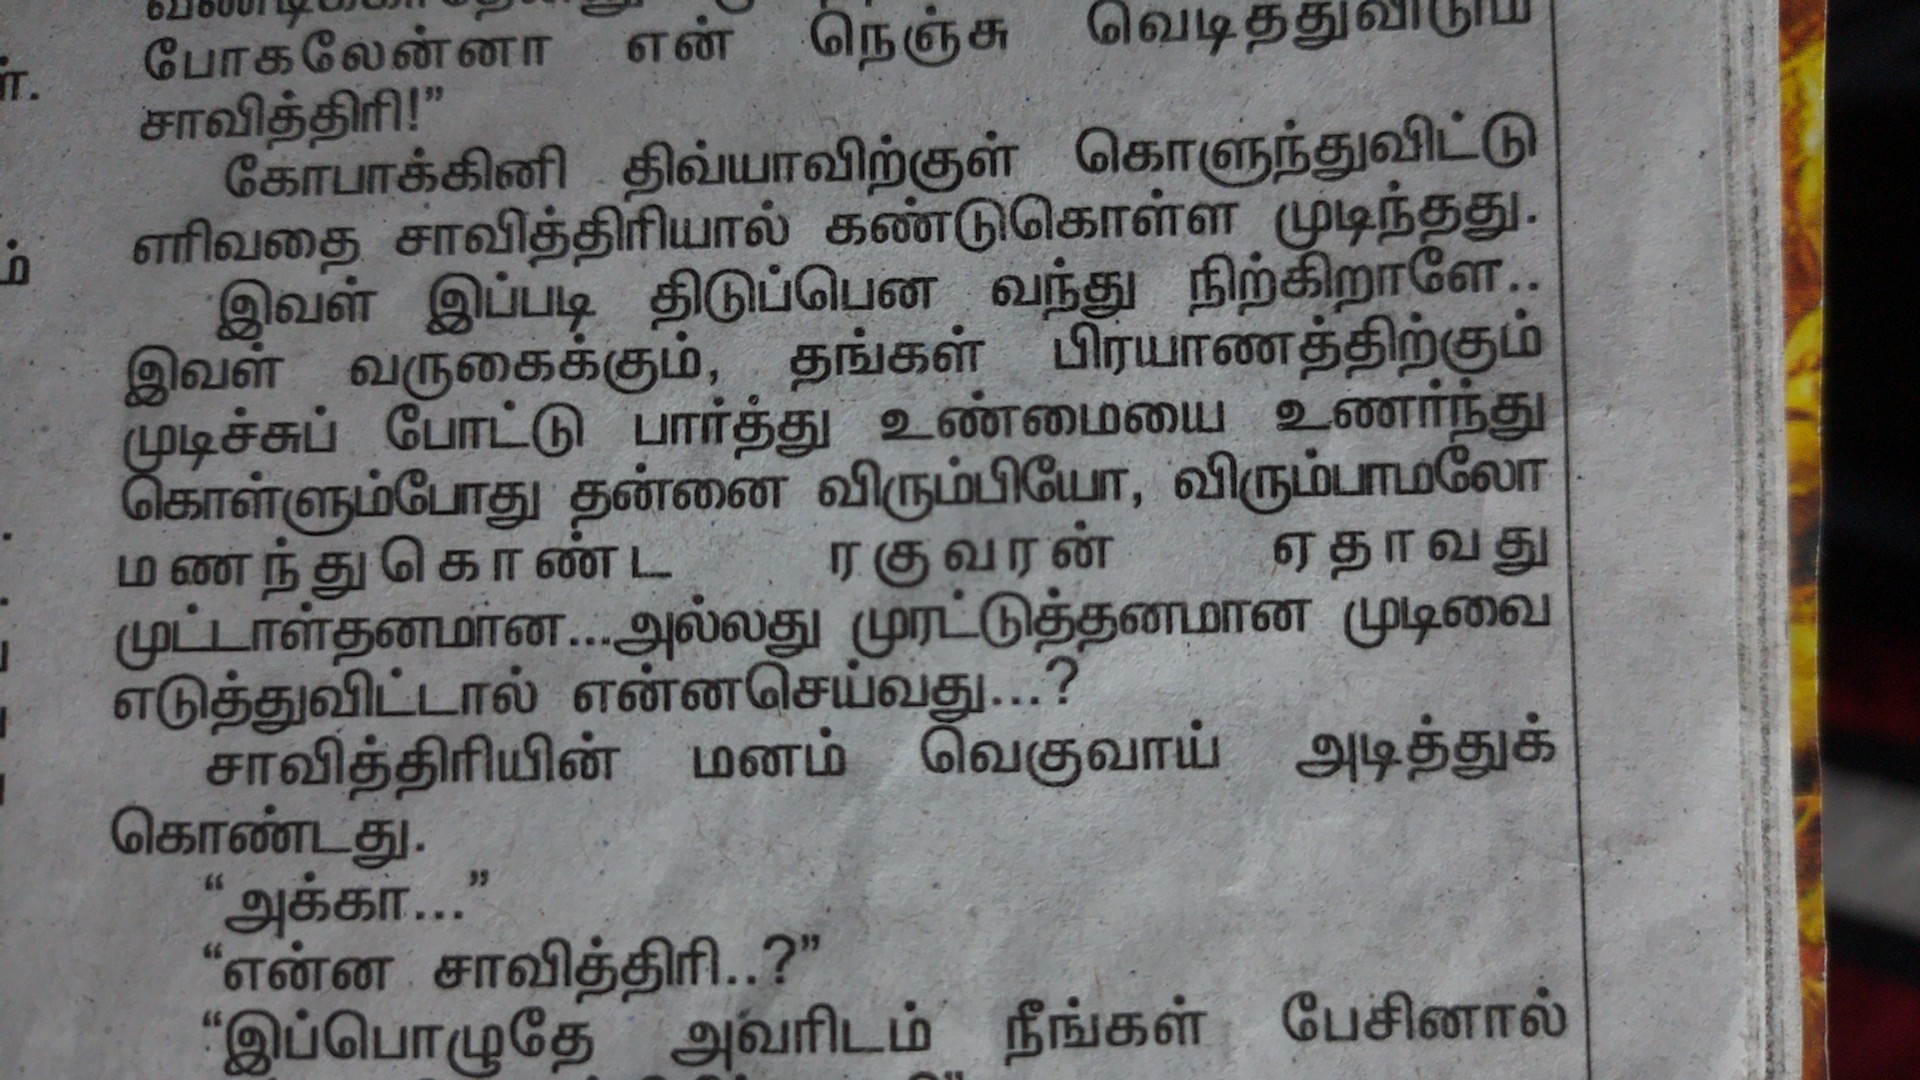 போகலேன்னா என் நெஞ்சு வெடித்துவிடும்
சாவித்திரி!”
கோபாக்கினி திவ்யாவிற்குள் கொளுந்துவிட்டு
எரிவதை சாவித்திரியால் கண்டுகொள்ள முடிந்தது.
இவள் இப்படி திடுப்பென வந்து நிற்கிறாளே..
இவள் வருகைக்கும், தங்கள் பிரயாணத்திற்கும்
முடிச்சுப் போட்டு பார்த்து உண்மையை உணர்ந்து
கொள்ளும்போது தன்னை விரும்பியோ, விரும்பாமலோ
மணந்துகொண்ட ரகுவரன் ஏதாவது
முட்டாள்தனமான...அல்லது முரட்டுத்தனமான முடிவை
எடுத்துவிட்டால் என்னசெய்வது...?
சாவித்திரியின் மனம் வெகுவாய் அடித்துக்
கொண்டது.
“அக்கா...”
“என்ன சாவித்திரி..?”
“இப்பொழுதே அவரிடம் நீங்கள் பேசினால்